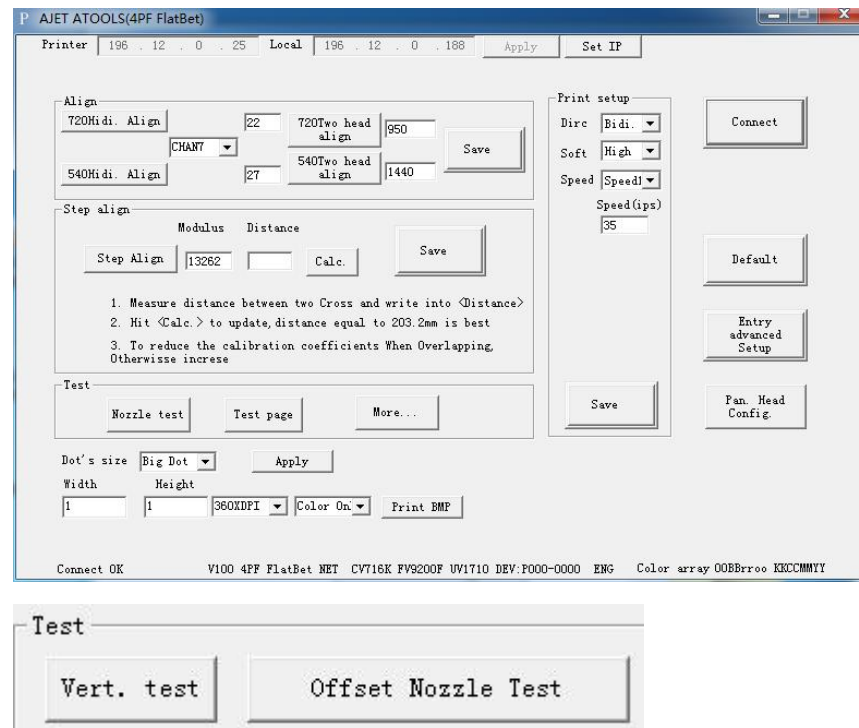 P AJET ATOOLS(4PF FlatBet)
Printer 196 . 12 . 0 . 25 Local 196 . 12 . 0 . 188 Apply Set IP
Align
720Hidi. Align 22 720Two head align 950
CHAN7
Save
540Hidi. Align 27 540Two head align 1440
Print setup
Dirc Bidi.
Soft High
Speed Speed1
Speed(ips)
35
Save
Connect
Default
Entry advanced Setup
Pan. Head Config.
Step align
Modulus Distance
Step Align 13262 Calc. Save
1. Measure distance between two Cross and write into <Distance>
2. Hit <Calc.> to update, distance equal to 203.2mm is best
3. To reduce the calibration coefficients When Overlapping,
Otherwisse increse
Test
Nozzle test Test page More...
Dot's size Big Dot Apply
Width Height
1 1 360XDPI Color On Print BMP
Connect OK V100 4PF FlatBet NET CV716K FV9200F UV1710 DEV:P000-0000 ENG Color array OOBBrroo KKCCMMYY
Test
Vert. test Offset Nozzle Test